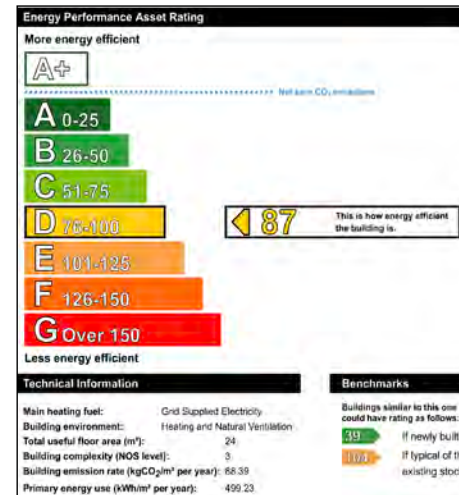 Energy Performance Asset Rating
More energy efficient
A+
Net zero CO₂ emissions
A 0-25
B 26-50
C 51-75
D 76-100
87 This is how energy efficient
the building is.
E 101-125
F 126-150
G Over 150
Less energy efficient
Technical Information
Main heating fuel: Grid Supplied Electricity
Building environment: Heating and Natural Ventilation
Total useful floor area (m²): 24
Building complexity (NOS level): 3
Building emission rate (kgCO₂/m² per year): 88.39
Primary energy use (kWh/m² per year): 499.23
Benchmarks
Buildings similar to this one
could have rating as follows:
39 If newly built
104 If typical of th
existing stoc